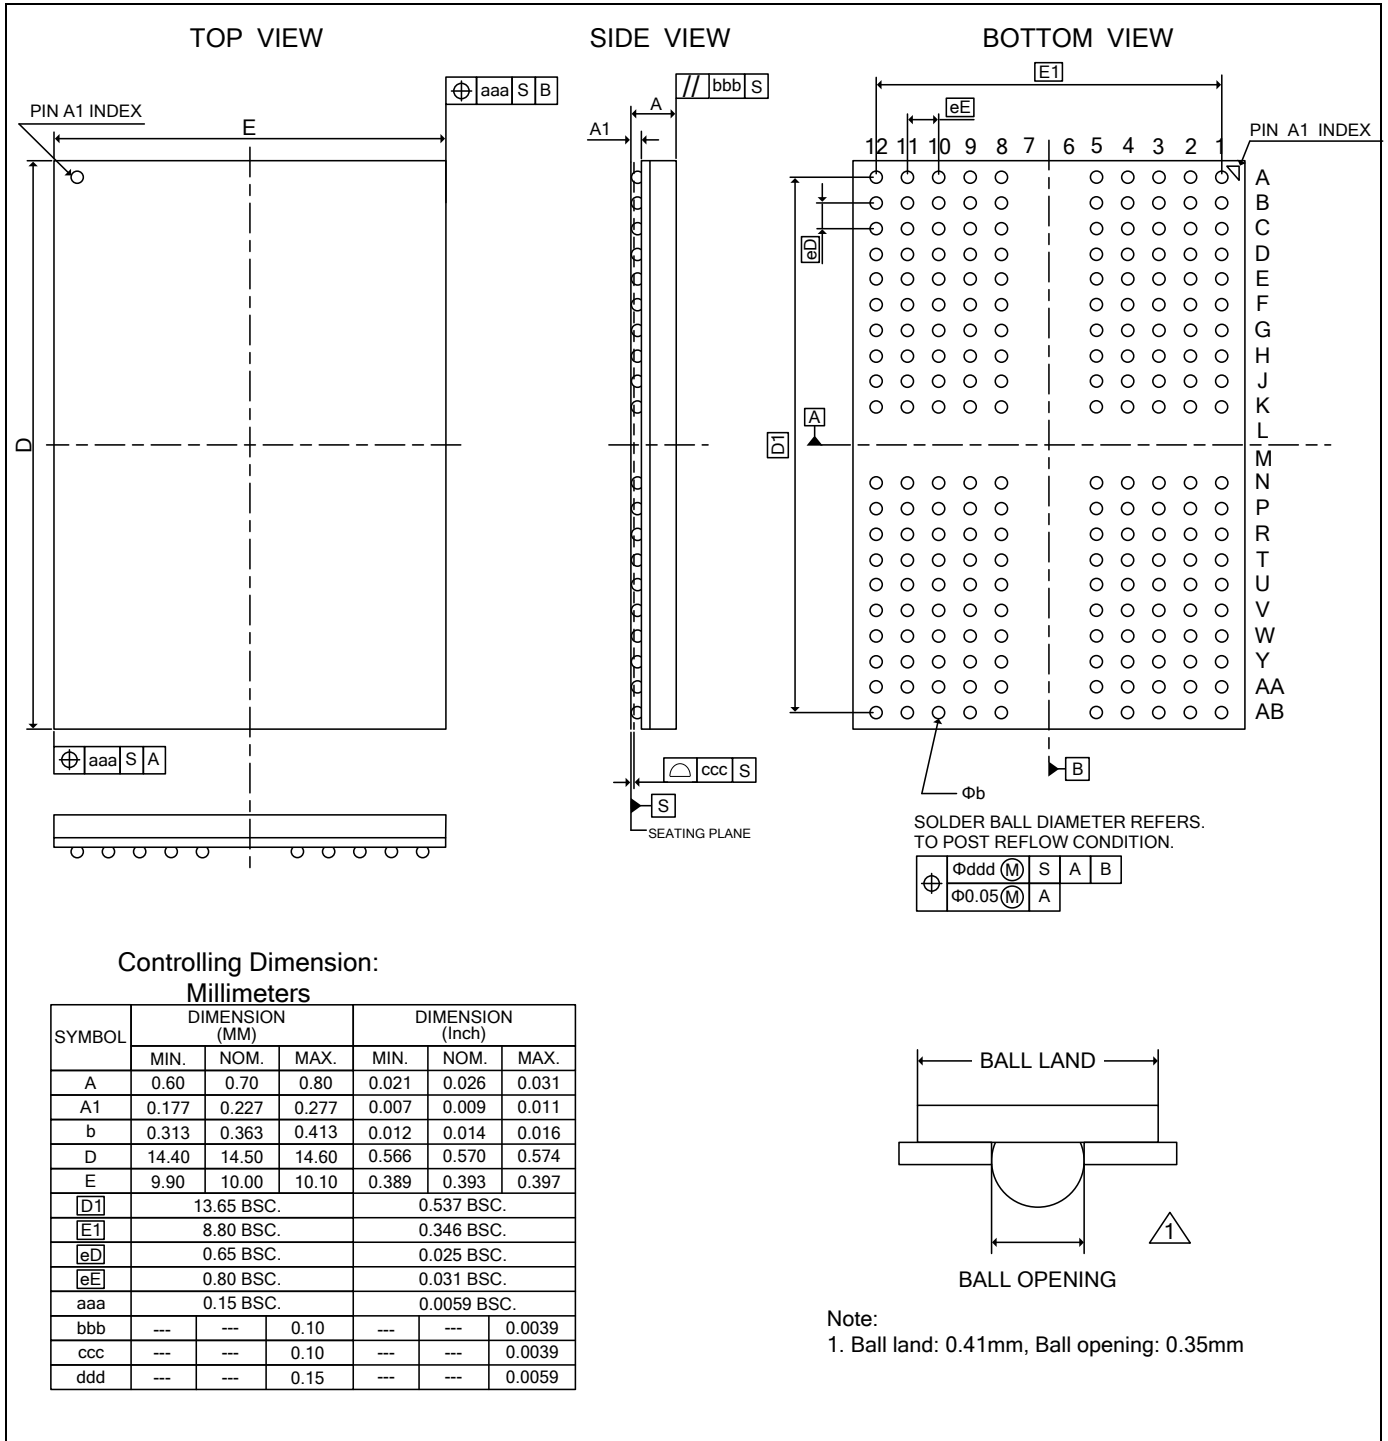 TOP VIEW
SIDE VIEW
BOTTOM VIEW
aaa S B
// bbb S
E1
PIN A1 INDEX
A
eE
E
A1
PIN A1 INDEX
12 11 10 9 8 7 6 5 4 3 2 1
A
B
C
eD
D
E
F
G
H
J
K
A
L
D
D1
M
N
P
R
T
U
V
W
Y
AA
AB
aaa S A
ccc S
B
S
Φb
SEATING PLANE
SOLDER BALL DIAMETER REFERS.
TO POST REFLOW CONDITION.
Φddd M S A B
Φ0.05 M A
Controlling Dimension:
Millimeters
SYMBOL DIMENSION (MM) DIMENSION (Inch)
MIN. NOM. MAX. MIN. NOM. MAX.
A 0.60 0.70 0.80 0.021 0.026 0.031
A1 0.177 0.227 0.277 0.007 0.009 0.011
b 0.313 0.363 0.413 0.012 0.014 0.016
D 14.40 14.50 14.60 0.566 0.570 0.574
E 9.90 10.00 10.10 0.389 0.393 0.397
D1 13.65 BSC. 0.537 BSC.
E1 8.80 BSC. 0.346 BSC.
eD 0.65 BSC. 0.025 BSC.
eE 0.80 BSC. 0.031 BSC.
aaa 0.15 BSC. 0.0059 BSC.
bbb --- --- 0.10 --- --- 0.0039
ccc --- --- 0.10 --- --- 0.0039
ddd --- --- 0.15 --- --- 0.0059
BALL LAND
1
BALL OPENING
Note:
1. Ball land: 0.41mm, Ball opening: 0.35mm